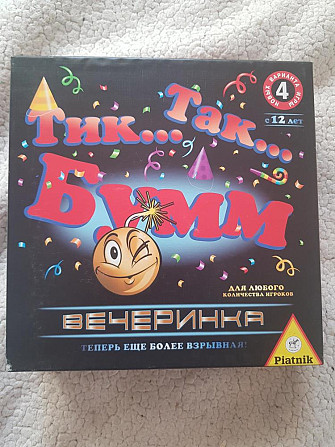 4
НОВЫХ ВАРИАНТА ИГРЫ
с 12 лет
Тик... Так...
БУММ
ДЛЯ ЛЮБОГО
КОЛИЧЕСТВА ИГРОКОВ
ВЕЧЕРИНКА
ТЕПЕРЬ ЕЩЕ БОЛЕЕ ВЗРЫВНАЯ!
Piatnik